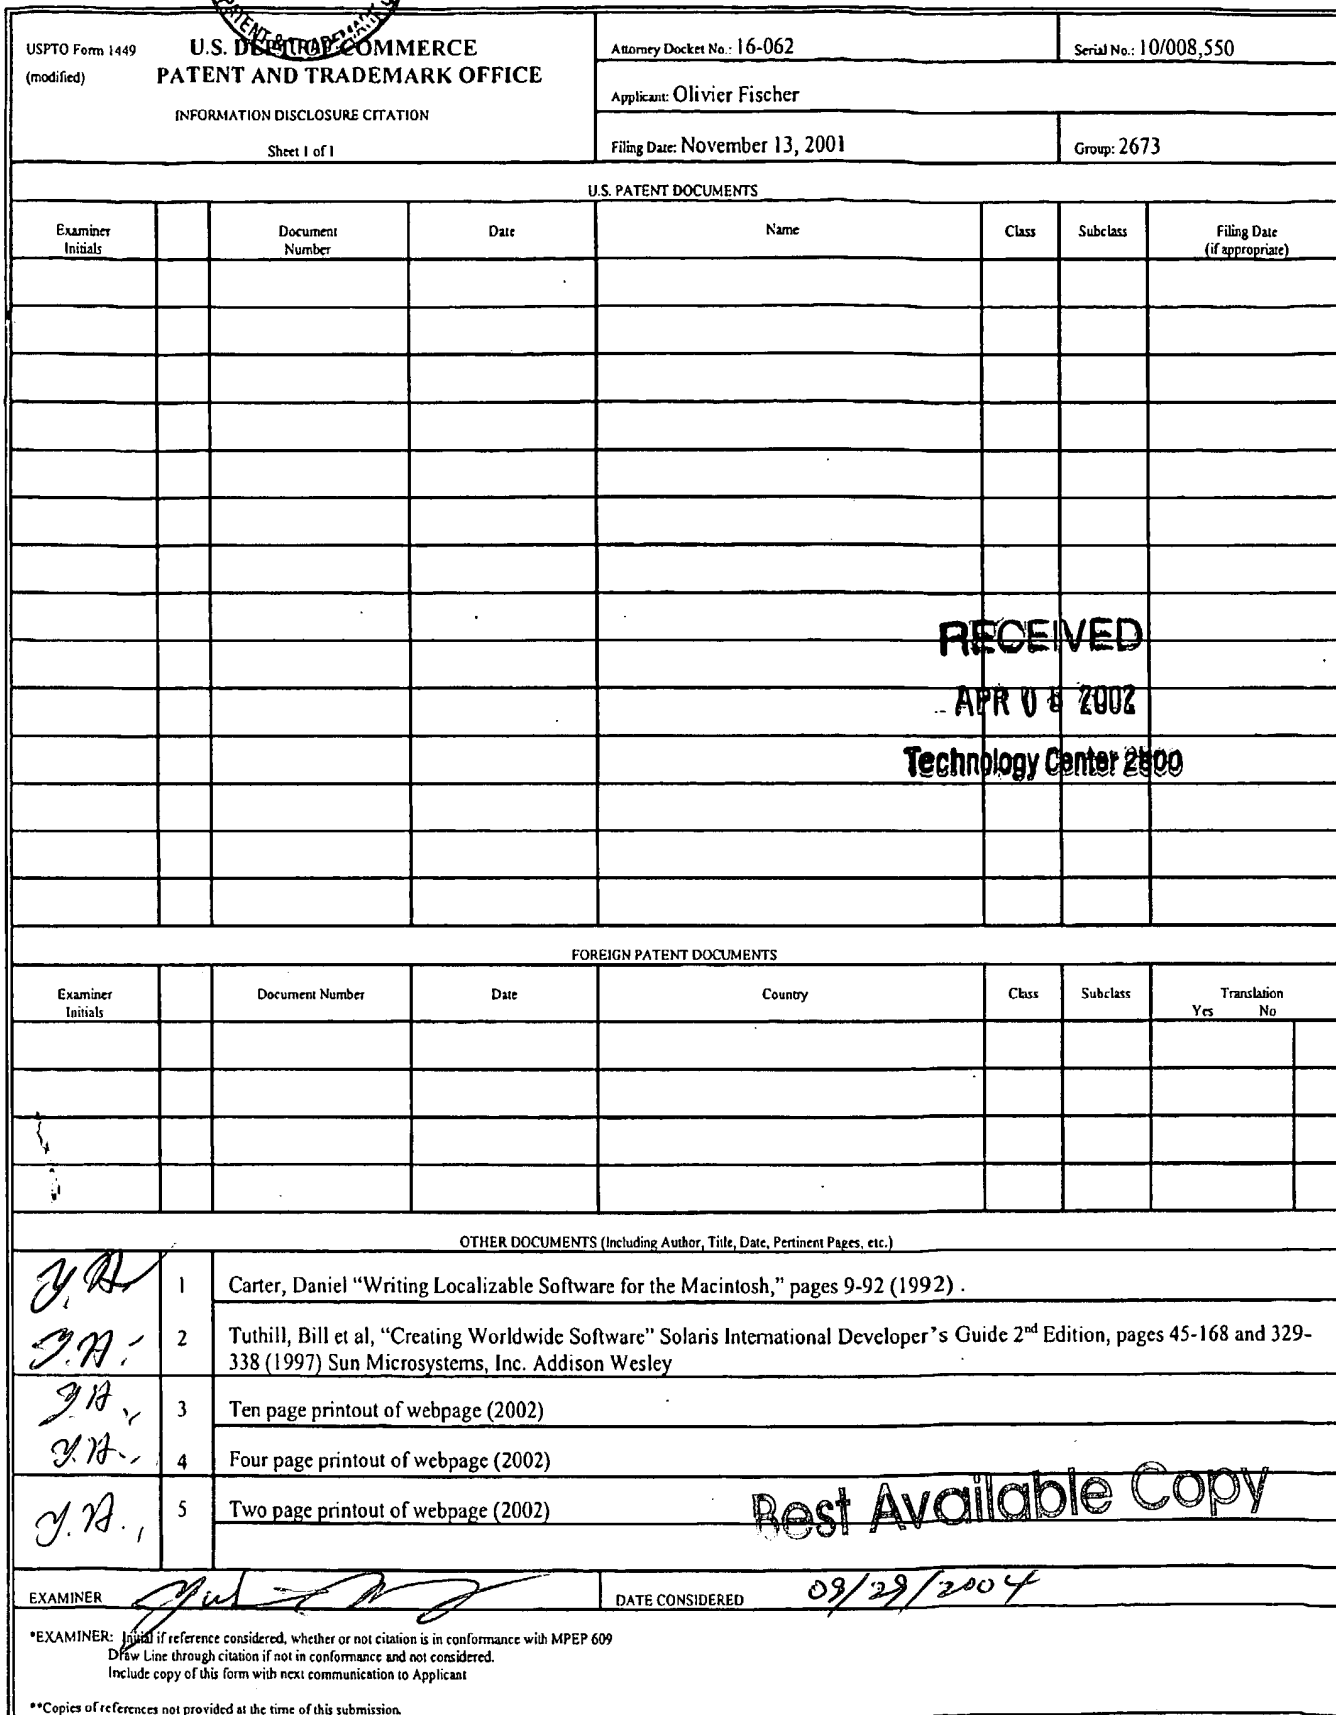 PATENT & TRADEMARK
USPTO Form 1449
(modified)
U.S. COMMERCE
PATENT AND TRADEMARK OFFICE
INFORMATION DISCLOSURE CITATION
Sheet 1 of 1
Attorney Docket No.: 16-062
Serial No.: 10/008,550
Applicant: Olivier Fischer
Filing Date: November 13, 2001
Group: 2673
U.S. PATENT DOCUMENTS
Examiner
Initials
Document
Number
Date
Name
Class
Subclass
Filing Date
(if appropriate)
RECEIVED
APR 2002
Technology Center 2800
FOREIGN PATENT DOCUMENTS
Examiner
Initials
Document Number
Date
Country
Class
Subclass
Translation
Yes No
OTHER DOCUMENTS (Including Author, Title, Date, Pertinent Pages, etc.)
Y.H. 1 Carter, Daniel “Writing Localizable Software for the Macintosh,” pages 9-92 (1992) .
Y.H. 2 Tuthill, Bill et al, “Creating Worldwide Software” Solaris International Developer’s Guide 2nd Edition, pages 45-168 and 329-
338 (1997) Sun Microsystems, Inc. Addison Wesley
Y.H. 3 Ten page printout of webpage (2002)
Y.H. 4 Four page printout of webpage (2002)
Y.H. 5 Two page printout of webpage (2002)
Best Available Copy
EXAMINER
DATE CONSIDERED 09/29/2004
*EXAMINER: Initial if reference considered, whether or not citation is in conformance with MPEP 609
Draw Line through citation if not in conformance and not considered.
Include copy of this form with next communication to Applicant
**Copies of references not provided at the time of this submission.